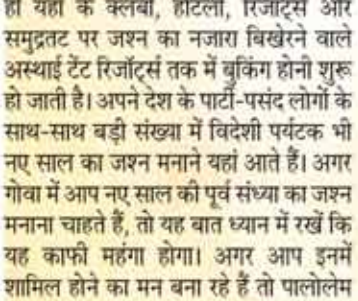 ही यहां के क्लबों, होटलों, रिजॉर्ट्स और
समुद्रतट पर जश्न का नजारा बिखेरने वाले
अस्थाई टेंट रिजॉर्ट्स तक में बुकिंग होनी शुरू
हो जाती है। अपने देश के पार्टी-पसंद लोगों के
साथ-साथ बड़ी संख्या में विदेशी पर्यटक भी
नए साल का जश्न मनाने यहां आते हैं। अगर
गोवा में आप नए साल की पूर्व संध्या का जश्न
मनाना चाहते हैं, तो यह बात ध्यान में रखें कि
यह काफी महंगा होगा। अगर आप इनमें
शामिल होने का मन बना रहे हैं तो पालोलेम